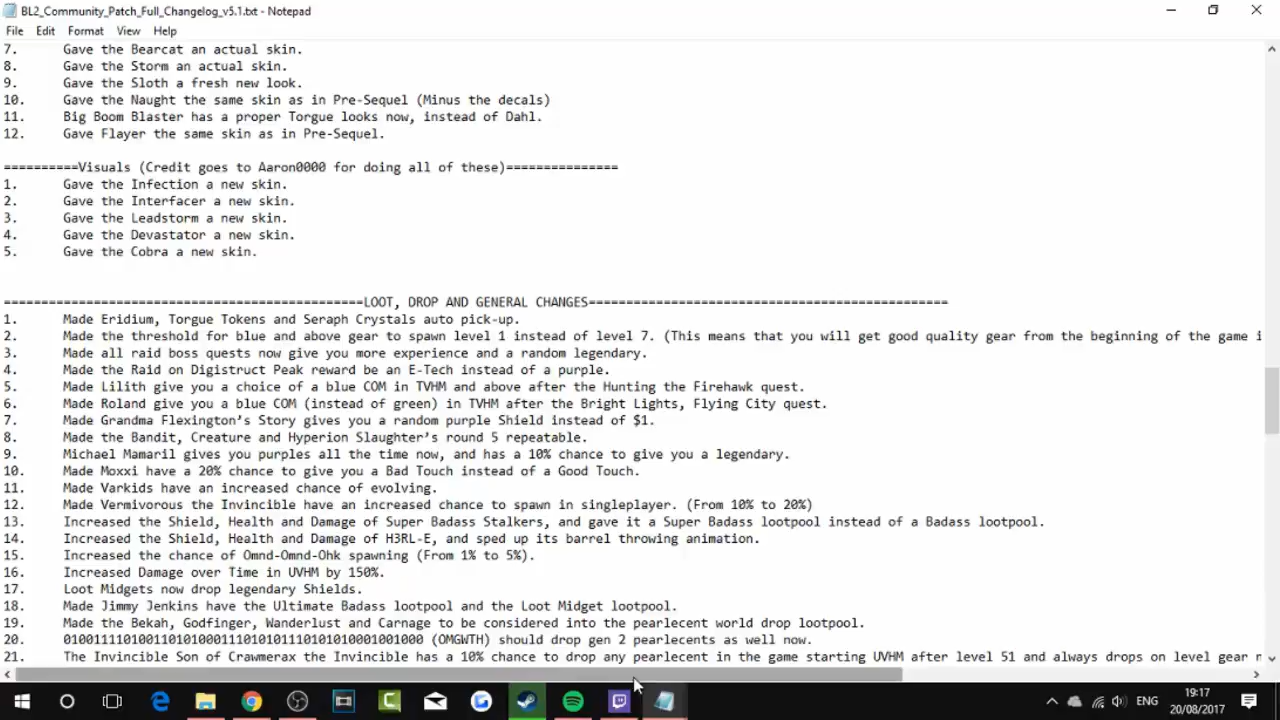 BL2_Community_Patch_Full_Changelog_v5.1.txt - Notepad
File Edit Format View Help
7. Gave the Bearcat an actual skin.
8. Gave the Storm an actual skin.
9. Gave the Sloth a fresh new look.
10. Gave the Naught the same skin as in Pre-Sequel (Minus the decals)
11. Big Boom Blaster has a proper Torgue looks now, instead of Dahl.
12. Gave Flayer the same skin as in Pre-Sequel.
==========Visuals (Credit goes to Aaron0000 for doing all of these)===============
1. Gave the Infection a new skin.
2. Gave the Interfacer a new skin.
3. Gave the Leadstorm a new skin.
4. Gave the Devastator a new skin.
5. Gave the Cobra a new skin.
================================================LOOT, DROP AND GENERAL CHANGES================================================
1. Made Eridium, Torgue Tokens and Seraph Crystals auto pick-up.
2. Made the threshold for blue and above gear to spawn level 1 instead of level 7. (This means that you will get good quality gear from the beginning of the game i
3. Made all raid boss quests now give you more experience and a random legendary.
4. Made the Raid on Digistruct Peak reward be an E-Tech instead of a purple.
5. Made Lilith give you a choice of a blue COM in TVHM and above after the Hunting the Firehawk quest.
6. Made Roland give you a blue COM (instead of green) in TVHM after the Bright Lights, Flying City quest.
7. Made Grandma Flexington's Story gives you a random purple Shield instead of $1.
8. Made the Bandit, Creature and Hyperion Slaughter's round 5 repeatable.
9. Michael Mamaril gives you purples all the time now, and has a 10% chance to give you a legendary.
10. Made Moxxi have a 20% chance to give you a Bad Touch instead of a Good Touch.
11. Made Varkids have an increased chance of evolving.
12. Made Vermivorous the Invincible have an increased chance to spawn in singleplayer. (From 10% to 20%)
13. Increased the Shield, Health and Damage of Super Badass Stalkers, and gave it a Super Badass lootpool instead of a Badass lootpool.
14. Increased the Shield, Health and Damage of H3RL-E, and sped up its barrel throwing animation.
15. Increased the chance of Omnd-Omnd-Ohk spawning (From 1% to 5%).
16. Increased Damage over Time in UVHM by 150%.
17. Loot Midgets now drop legendary Shields.
18. Made Jimmy Jenkins have the Ultimate Badass lootpool and the Loot Midget lootpool.
19. Made the Bekah, Godfinger, Wanderlust and Carnage to be considered into the pearlecent world drop lootpool.
20. 010011110100110101000111010101110101010001001000 (OMGWTH) should drop gen 2 pearlecents as well now.
21. The Invincible Son of Crawmerax the Invincible has a 10% chance to drop any pearlecent in the game starting UVHM after level 51 and always drops on level gear
ENG
19:17
20/08/2017